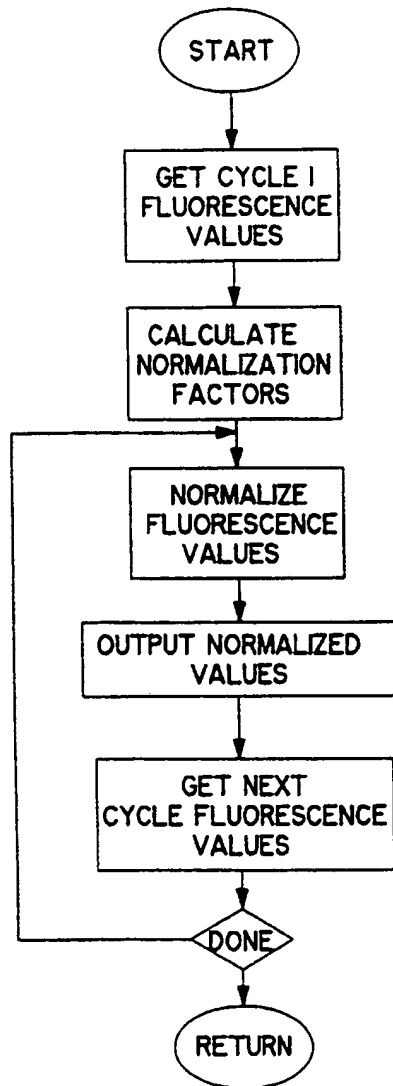 START
GET CYCLE 1
FLUORESCENCE
VALUES
CALCULATE
NORMALIZATION
FACTORS
NORMALIZE
FLUORESCENCE
VALUES
OUTPUT NORMALIZED
VALUES
GET NEXT
CYCLE FLUORESCENCE
VALUES
DONE
RETURN